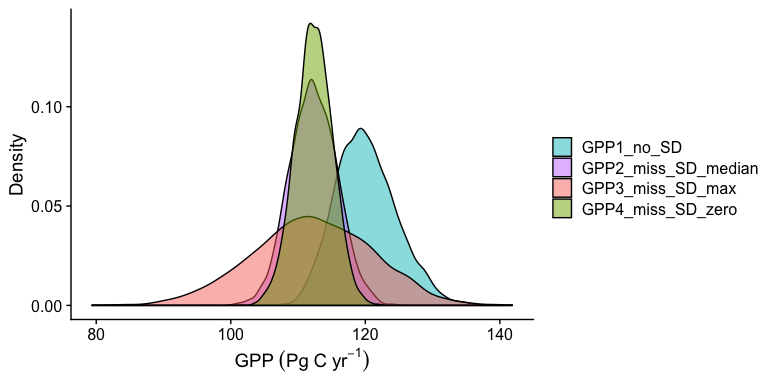 0.10
0.05
0.00
Density
80 100 120 140
GPP (Pg C yr⁻¹)
GPP1_no_SD
GPP2_miss_SD_median
GPP3_miss_SD_max
GPP4_miss_SD_zero